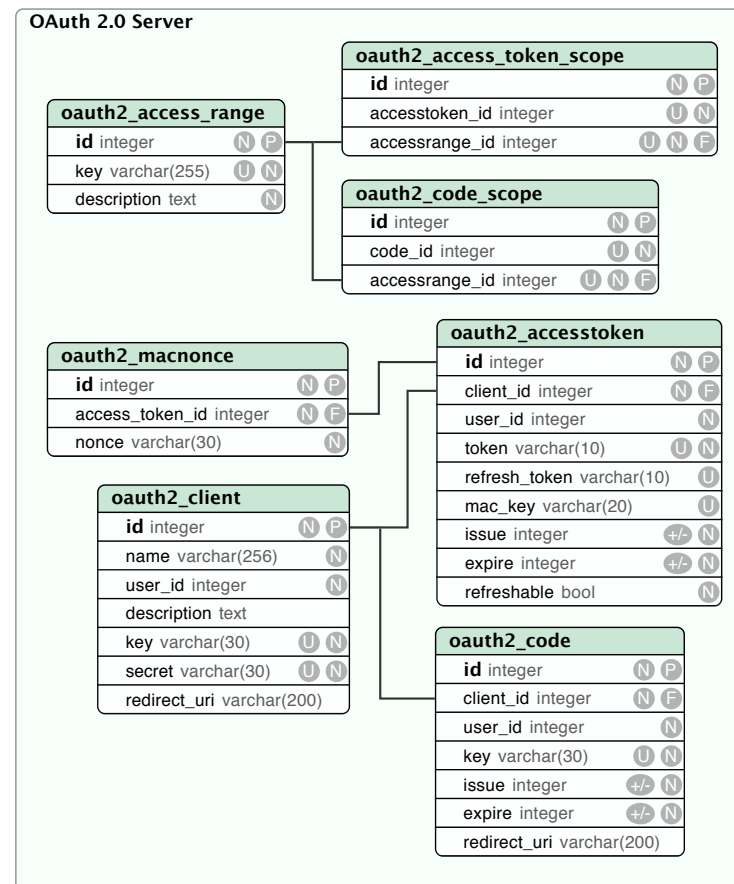 OAuth 2.0 Server
oauth2_access_token_scope
id integer N P
accesstoken_id integer U N
accessrange_id integer U N F
oauth2_access_range
id integer N P
key varchar(255) U N
description text N
oauth2_code_scope
id integer N P
code_id integer U N
accessrange_id integer U N F
oauth2_accesstoken
id integer N P
client_id integer N F
user_id integer N
token varchar(10) U N
refresh_token varchar(10) U
mac_key varchar(20) U
issue integer +/- N
expire integer +/- N
refreshable bool N
oauth2_macnonce
id integer N P
access_token_id integer N F
nonce varchar(30) N
oauth2_client
id integer N P
name varchar(256) N
user_id integer N
description text
key varchar(30) U N
secret varchar(30) U N
redirect_uri varchar(200)
oauth2_code
id integer N P
client_id integer N F
user_id integer N
key varchar(30) U N
issue integer +/- N
expire integer +/- N
redirect_uri varchar(200)